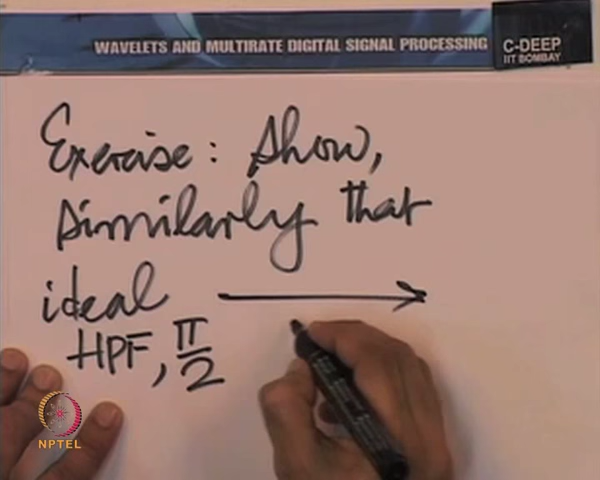 WAVELETS AND MULTIRATE DIGITAL SIGNAL PROCESSING
C-DEEP
IIT BOMBAY
Exercise: Show,
similarly that
ideal
HPF, π/2
NPTEL